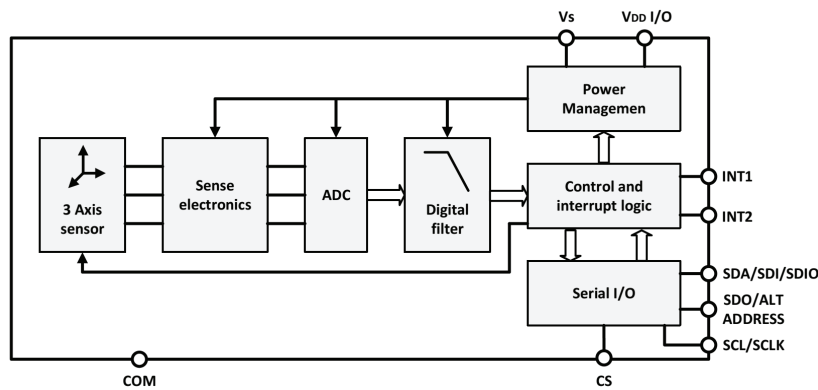 Vs
VDD I/O
Power
Managemen
3 Axis
sensor
Sense
electronics
ADC
Digital
filter
Control and
interrupt logic
INT1
INT2
Serial I/O
SDA/SDI/SDIO
SDO/ALT
ADDRESS
SCL/SCLK
COM
CS